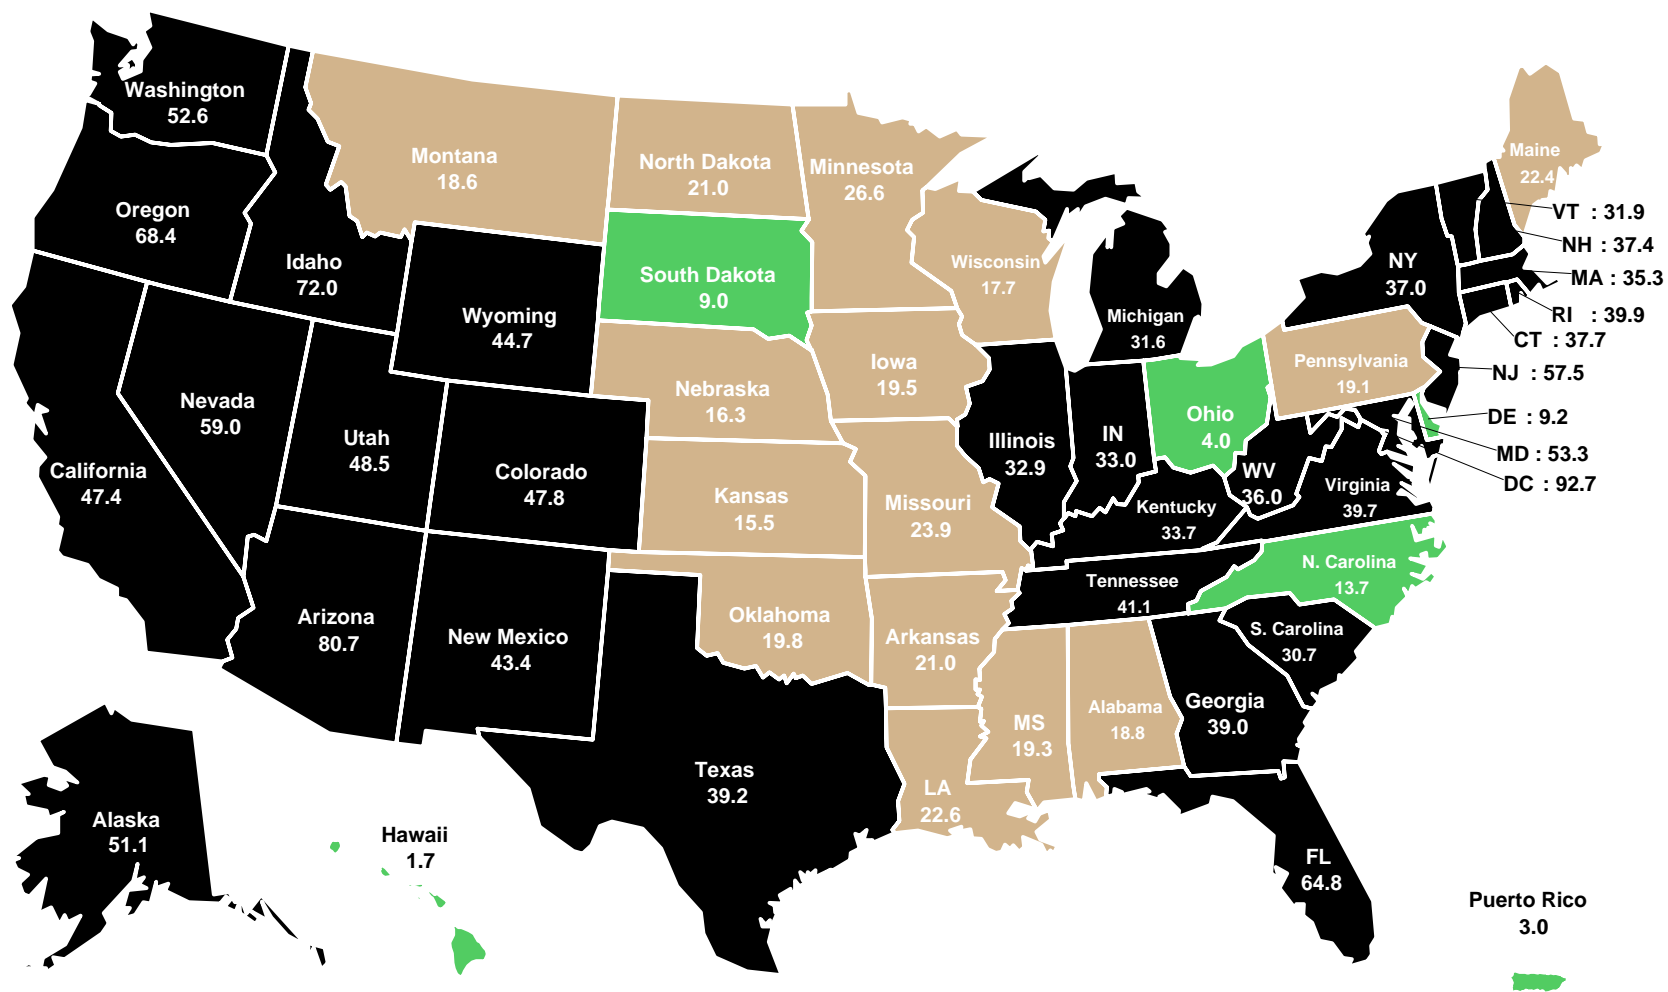 Washington
52.6
Oregon
68.4
Idaho
72.0
Montana
18.6
North Dakota
21.0
Minnesota
26.6
South Dakota
9.0
Wisconsin
17.7
Wyoming
44.7
Michigan
31.6
Maine
22.4
VT : 31.9
NH : 37.4
NY
37.0
MA : 35.3
RI : 39.9
CT : 37.7
Pennsylvania
19.1
NJ : 57.5
Iowa
19.5
Nebraska
16.3
Nevada
59.0
Utah
48.5
California
47.4
Colorado
47.8
Kansas
15.5
Missouri
23.9
Illinois
32.9
IN
33.0
Ohio
4.0
DE : 9.2
MD : 53.3
DC : 92.7
WV
36.0
Virginia
39.7
Kentucky
33.7
N. Carolina
13.7
Tennessee
41.1
S. Carolina
30.7
Arizona
80.7
New Mexico
43.4
Oklahoma
19.8
Arkansas
21.0
MS
19.3
Alabama
18.8
Georgia
39.0
Texas
39.2
LA
22.6
Alaska
51.1
Hawaii
1.7
FL
64.8
Puerto Rico
3.0